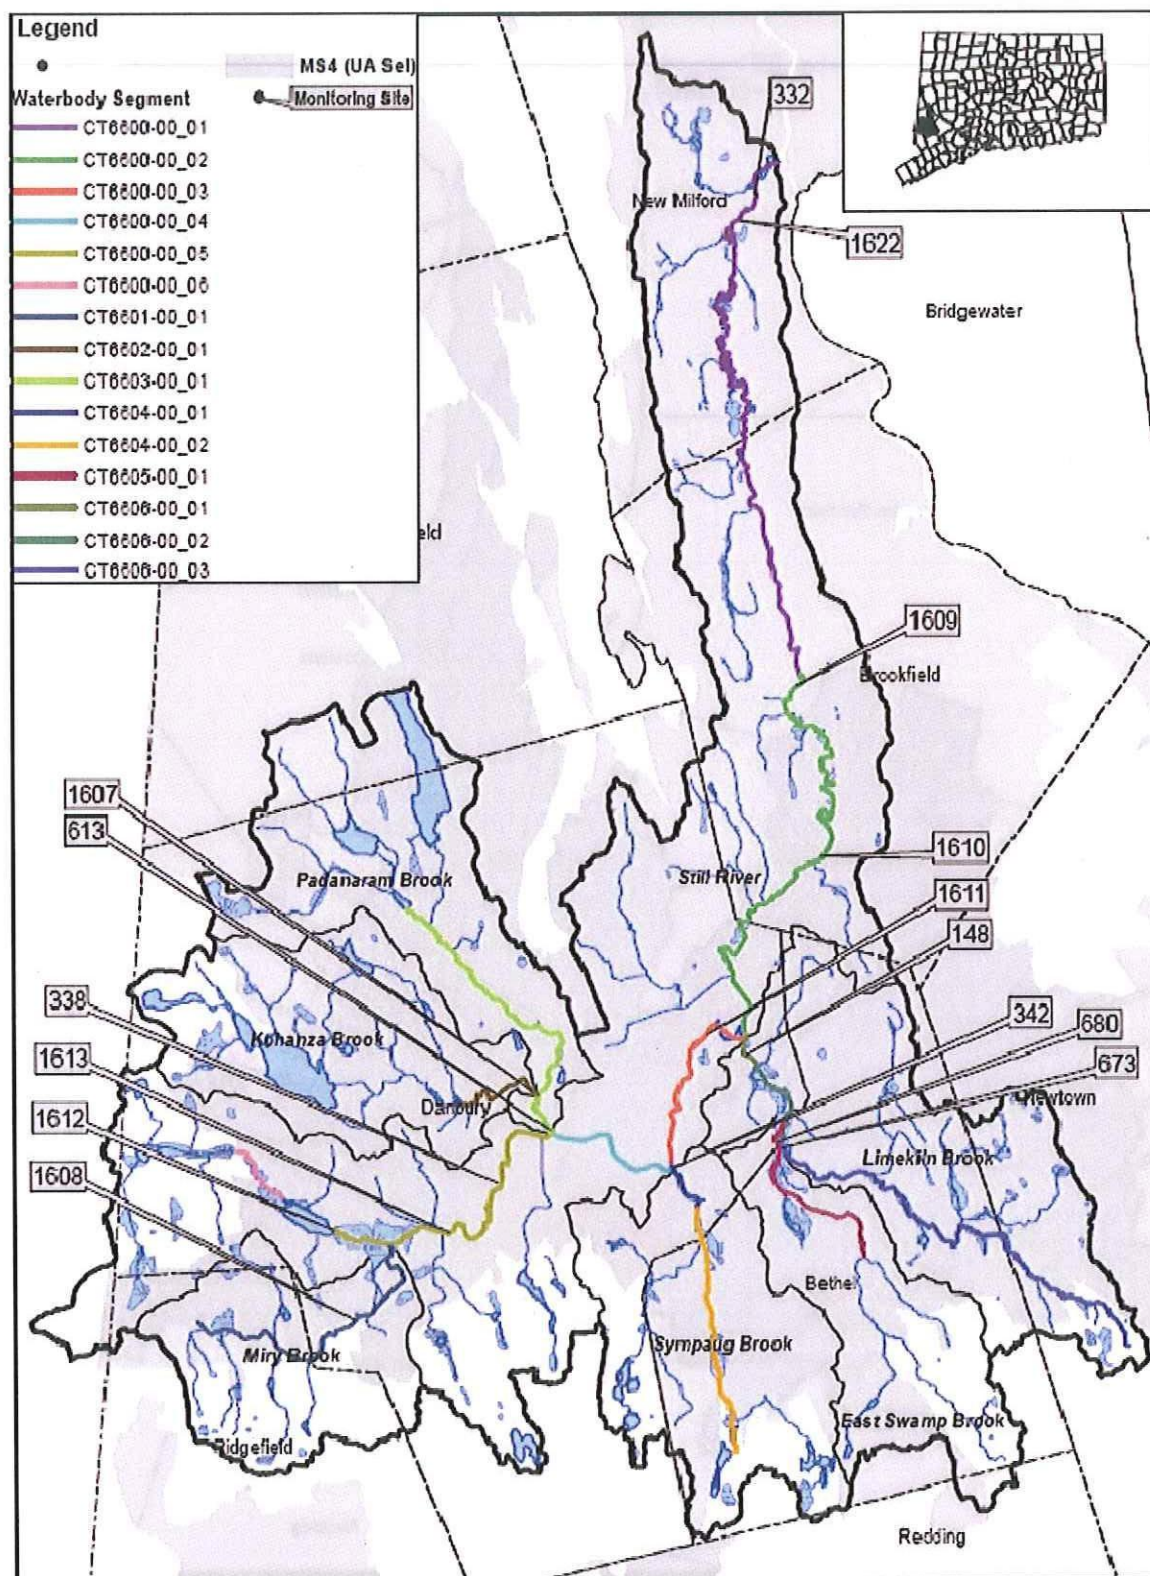 Legend
MS4 (UA Sel)
Waterbody Segment
Monitoring Site
CT6600-00_01
CT6600-00_02
CT6600-00_03
CT6600-00_04
CT6600-00_05
CT6600-00_06
CT6601-00_01
CT6602-00_01
CT6603-00_01
CT6604-00_01
CT6604-00_02
CT6605-00_01
CT6606-00_01
CT6606-00_02
CT6606-00_03
332
New Milford
1622
Bridgewater
eld
1609
Brookfield
1607
613
1610
Padanaram Brook
Still River
1611
148
338
342
680
Kohanza Brook
1613
673
Danbury
Newtown
1612
Limekiln Brook
1608
Bethel
Miry Brook
Sympaug Brook
East Swamp Brook
Ridgefield
Redding